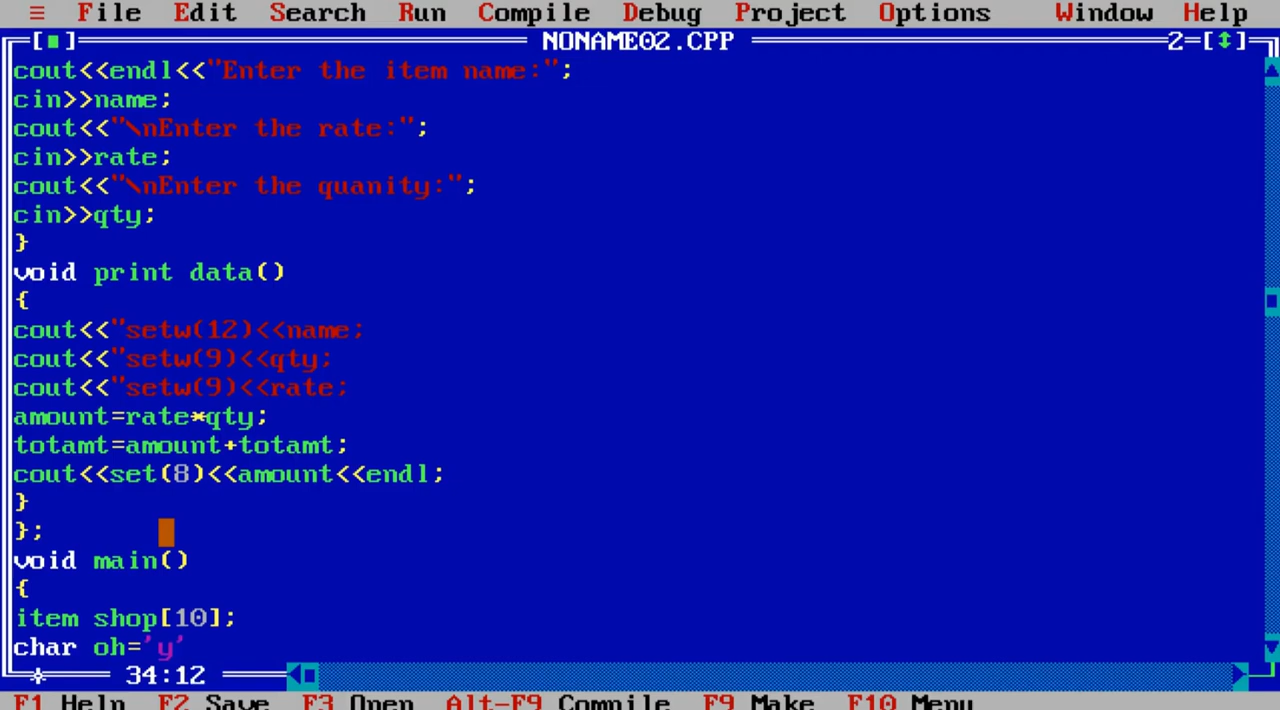 ≡ File Edit Search Run Compile Debug Project Options Window Help
[■] NONAME02.CPP 2=[↕]
cout<<endl<<"Enter the item name:";
cin>>name;
cout<<"\nEnter the rate:";
cin>>rate;
cout<<"\nEnter the quanity:";
cin>>qty;
}
void print data()
{
cout<<"setw(12)<<name;
cout<<"setw(9)<<qty;
cout<<"setw(9)<<rate;
amount=rate*qty;
totamt=amount+totamt;
cout<<set(8)<<amount<<endl;
}
};
void main()
{
item shop[10];
char oh='y'
34:12
F1 Help F2 Save F3 Open Alt-F9 Compile F9 Make F10 Menu